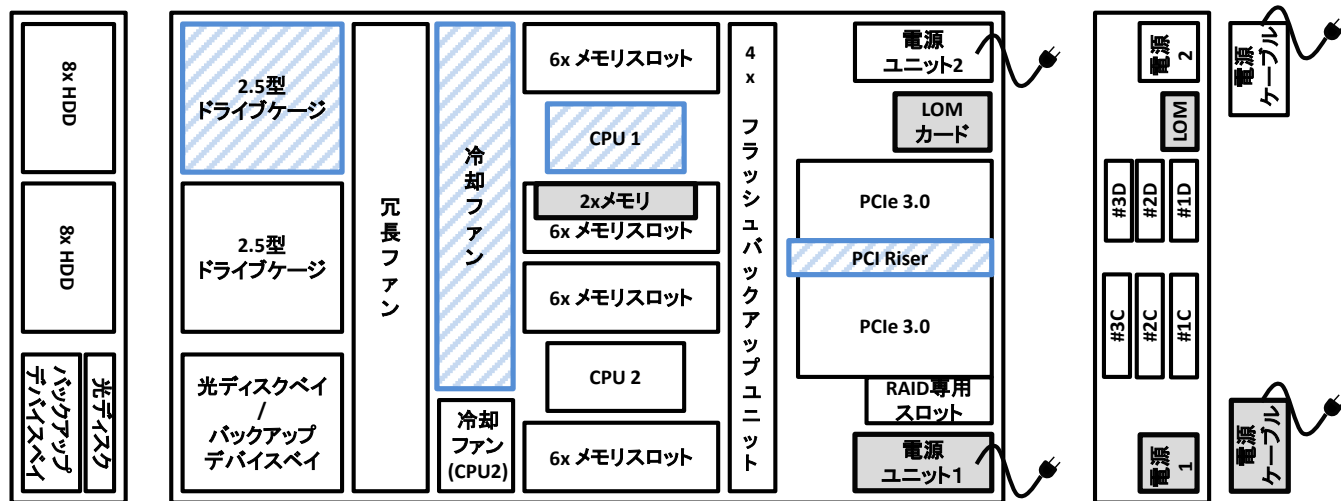 8x HDD
8x HDD
バックアップ
デバイスベイ
光ディスク
2.5型
ドライブケージ
2.5型
ドライブケージ
光ディスクベイ
/
バックアップ
デバイスベイ
冗長ファン
冷却ファン
冷却
ファン
(CPU2)
6x メモリスロット
CPU 1
2xメモリ
6x メモリスロット
6x メモリスロット
CPU 2
6x メモリスロット
4x フラッシュバックアップユニット
電源
ユニット2
LOM
カード
PCIe 3.0
PCI Riser
PCIe 3.0
RAID専用
スロット
電源
ユニット1
電源
2
LOM
#3D
#2D
#1D
#3C
#2C
#1C
電源
1
電源
ケーブル
電源
ケーブル